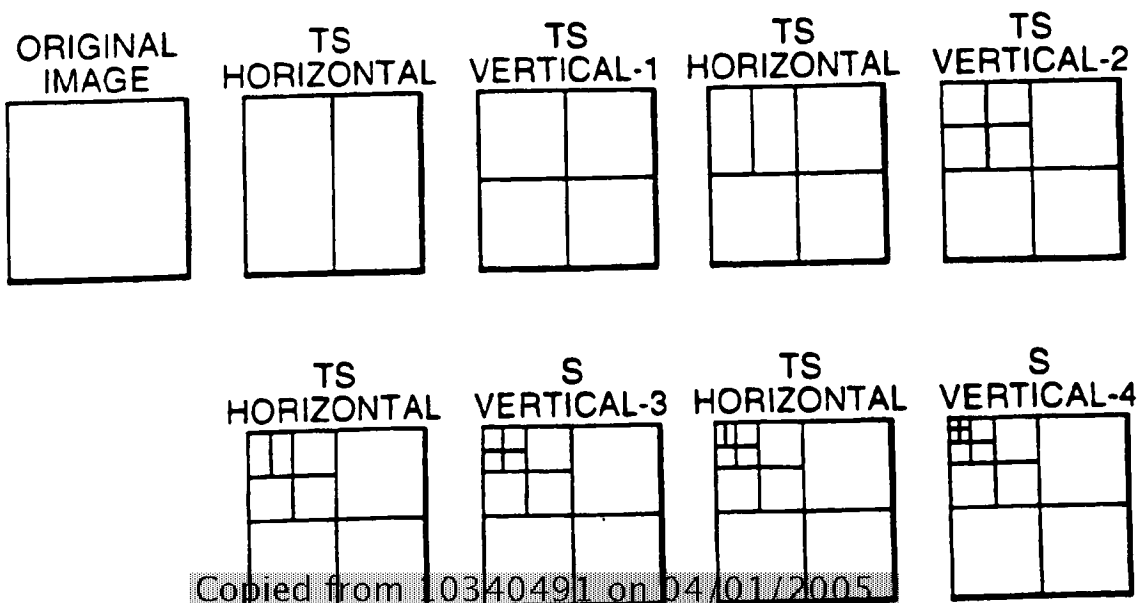 ORIGINAL
IMAGE
TS
HORIZONTAL
TS
VERTICAL-1
TS
HORIZONTAL
TS
VERTICAL-2
TS
HORIZONTAL
S
VERTICAL-3
TS
HORIZONTAL
S
VERTICAL-4
Copied from 10340491 on 04/01/2005